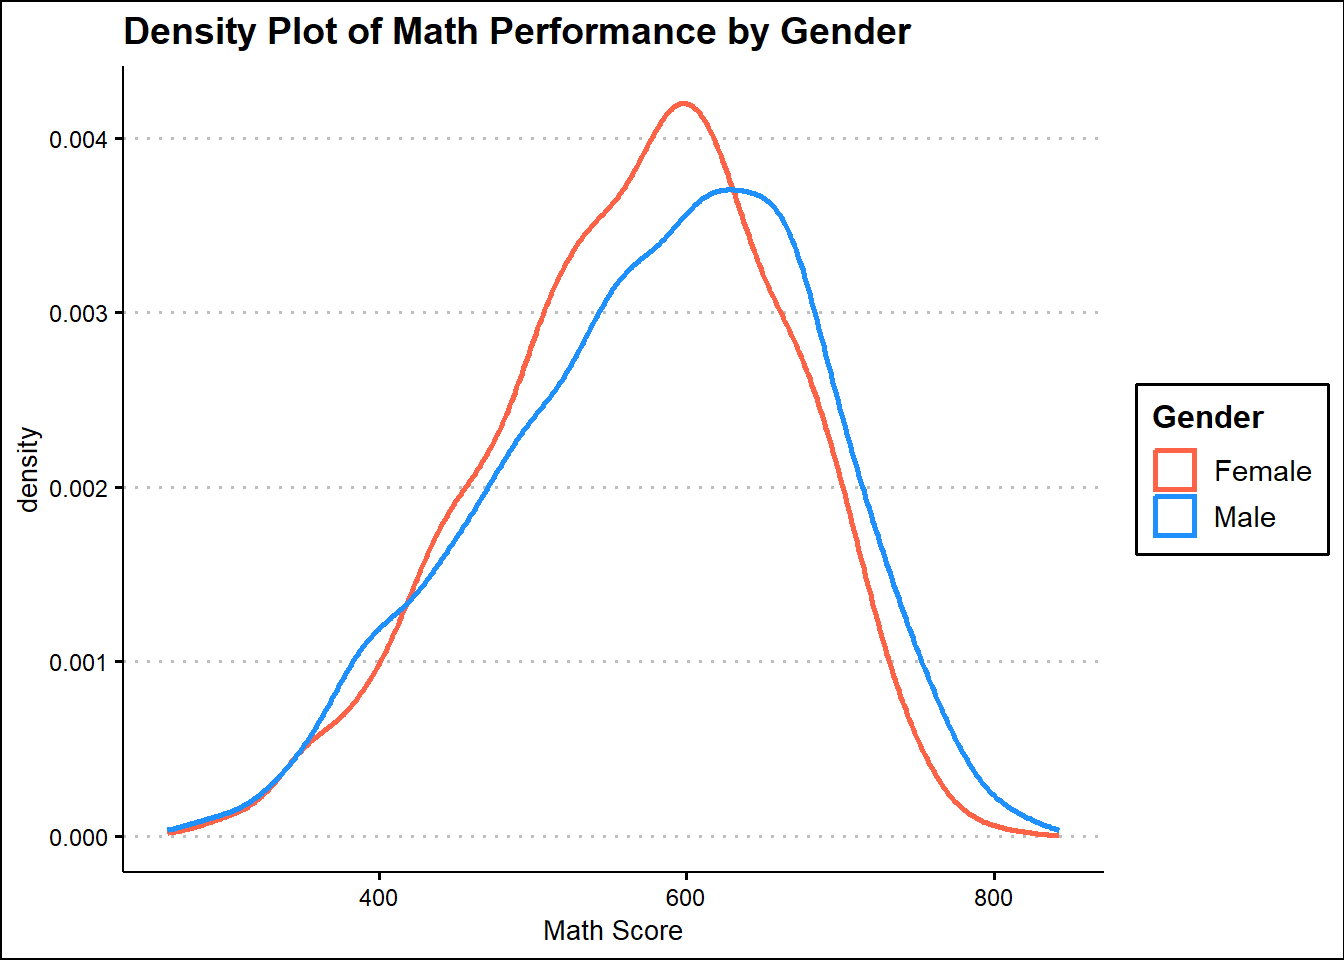 Density Plot of Math Performance by Gender
0.004
0.003
0.002
0.001
0.000
density
400 600 800
Math Score
Gender
Female
Male